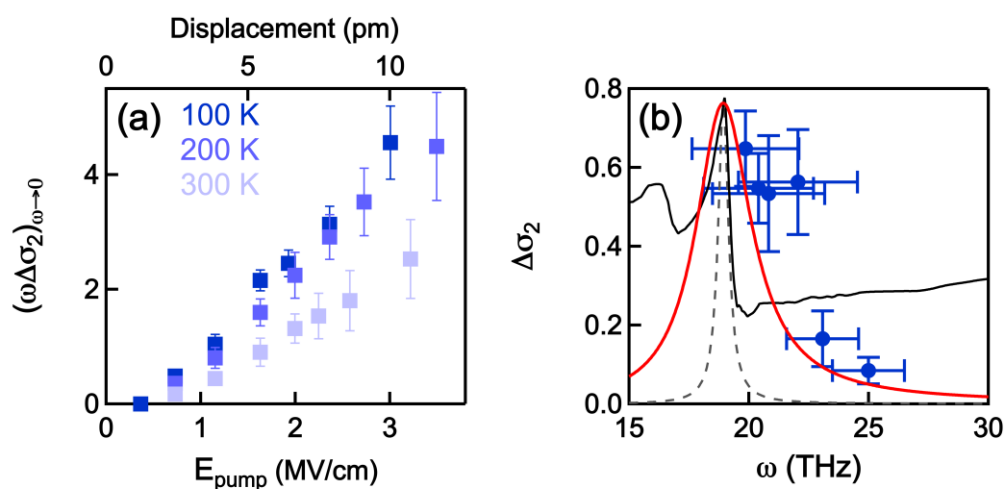 Displacement (pm)
0 5 10
(a)
100 K
200 K
300 K
(ωΔσ2)ω→0
4
2
0
0 1 2 3
Epump (MV/cm)
(b)
Δσ2
0.8
0.6
0.4
0.2
0.0
15 20 25 30
ω (THz)